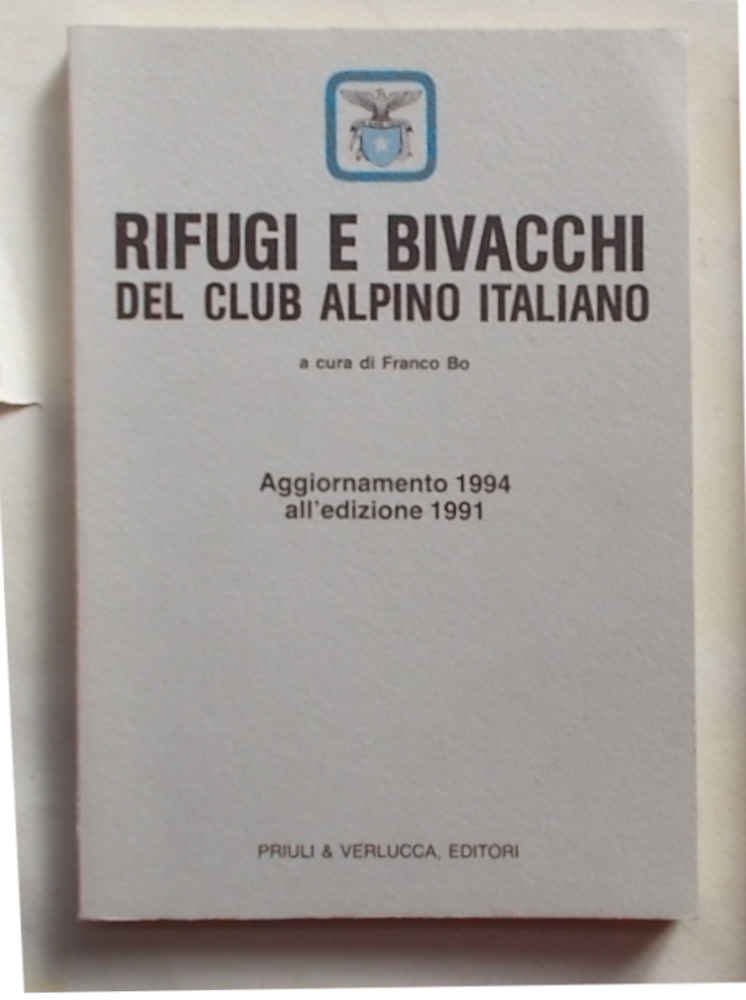 RIFUGI E BIVACCHI
DEL CLUB ALPINO ITALIANO
a cura di Franco Bo
Aggiornamento 1994
all'edizione 1991
PRIULI & VERLUCCA, EDITORI